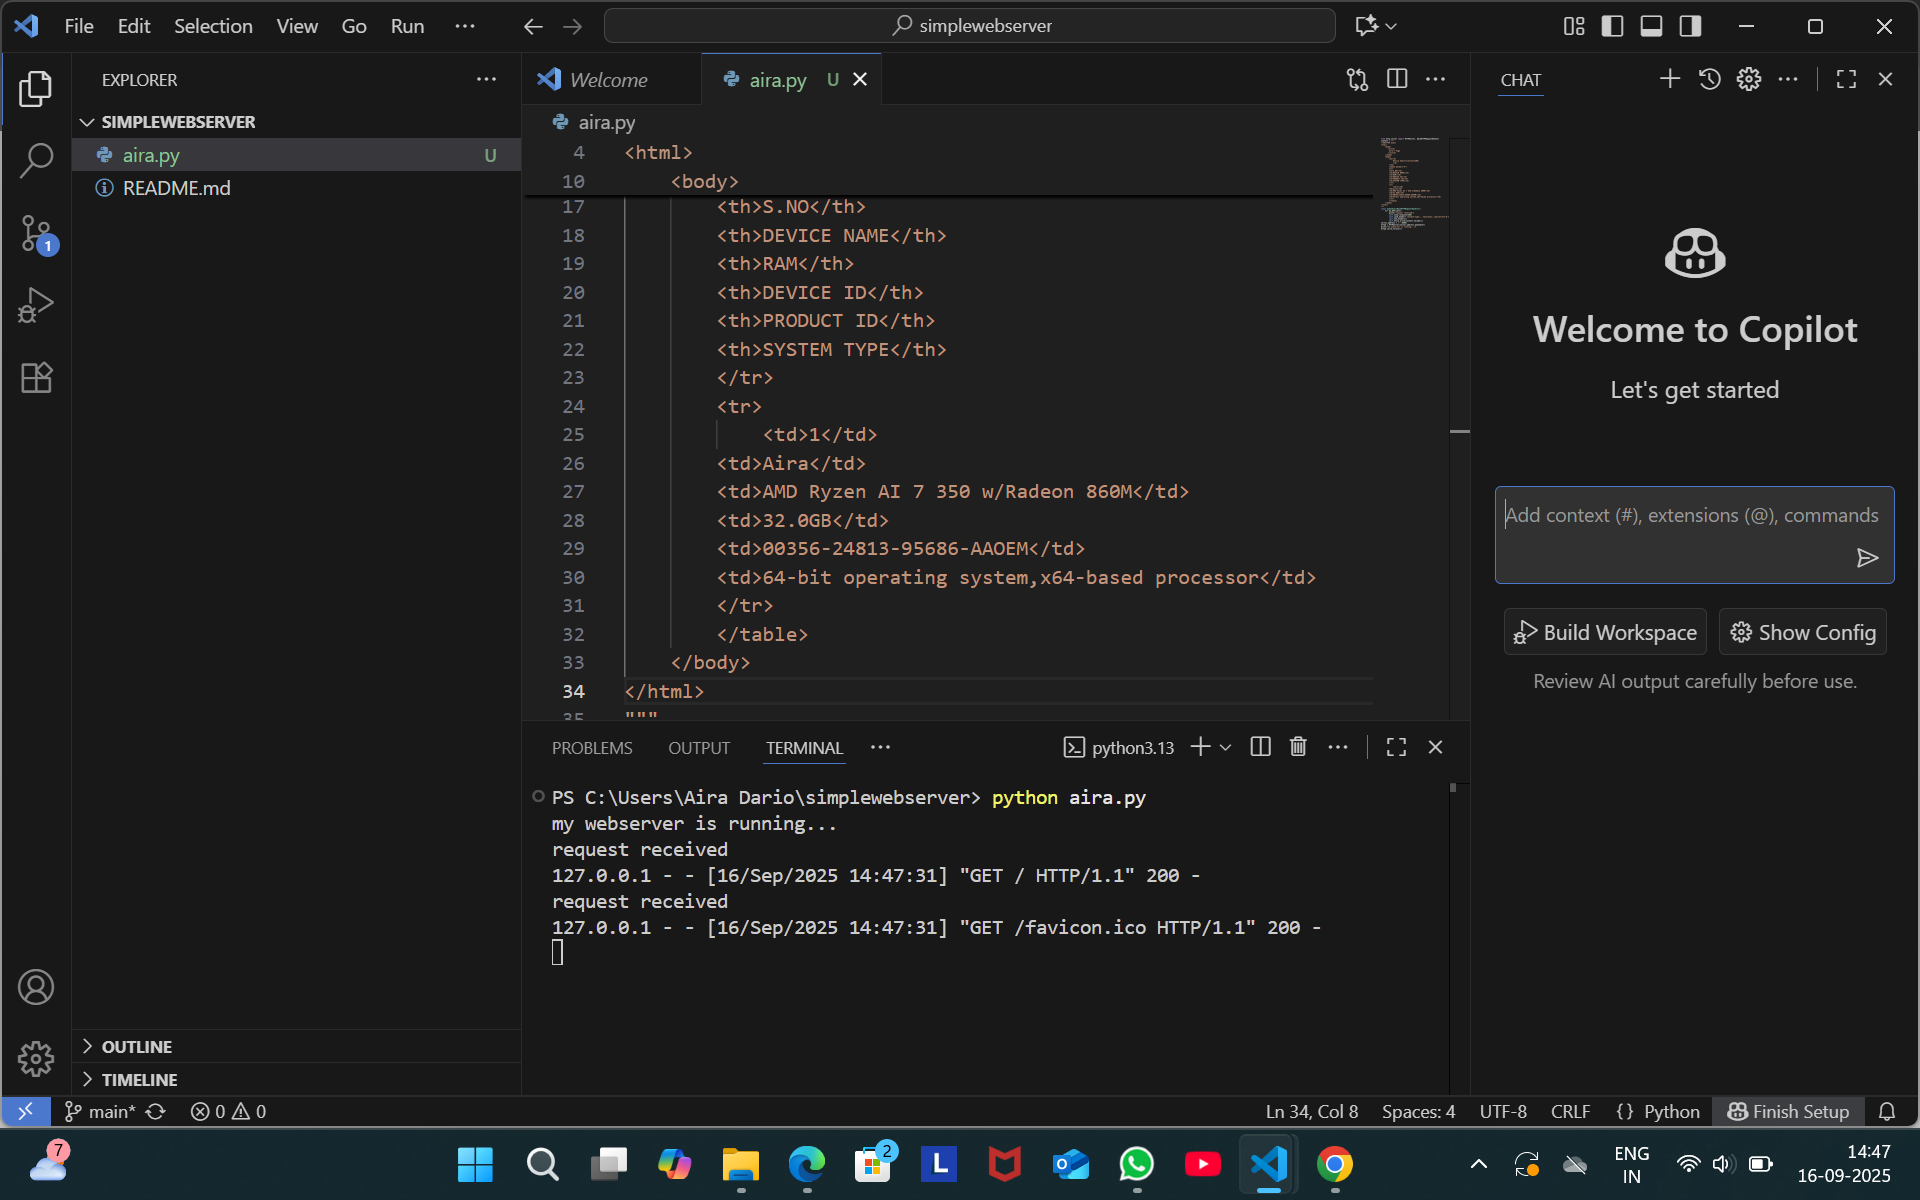 File Edit Selection View Go Run ··· simplewebserver
EXPLORER
SIMPLEWEBSERVER
aira.py U
README.md
1
OUTLINE
TIMELINE
Welcome aira.py U
aira.py
4 <html>
10 <body>
17 <th>S.NO</th>
18 <th>DEVICE NAME</th>
19 <th>RAM</th>
20 <th>DEVICE ID</th>
21 <th>PRODUCT ID</th>
22 <th>SYSTEM TYPE</th>
23 </tr>
24 <tr>
25 <td>1</td>
26 <td>Aira</td>
27 <td>AMD Ryzen AI 7 350 w/Radeon 860M</td>
28 <td>32.0GB</td>
29 <td>00356-24813-95686-AAOEM</td>
30 <td>64-bit operating system,x64-based processor</td>
31 </tr>
32 </table>
33 </body>
34 </html>
35 """
PROBLEMS OUTPUT TERMINAL ··· python3.13
PS C:\Users\Aira Dario\simplewebserver> python aira.py
my webserver is running...
request received
127.0.0.1 - - [16/Sep/2025 14:47:31] "GET / HTTP/1.1" 200 -
request received
127.0.0.1 - - [16/Sep/2025 14:47:31] "GET /favicon.ico HTTP/1.1" 200 -
CHAT
Welcome to Copilot
Let's get started
Add context (#), extensions (@), commands
Build Workspace Show Config
Review AI output carefully before use.
main* 0 0 Ln 34, Col 8 Spaces: 4 UTF-8 CRLF {} Python Finish Setup
7 2 L ENG IN 14:47
16-09-2025